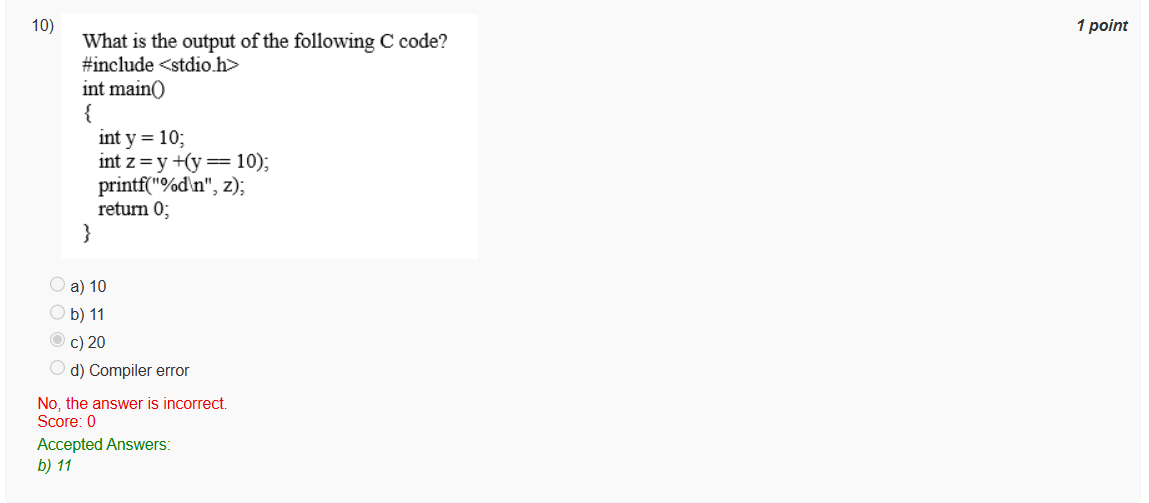 10)
1 point
What is the output of the following C code?
#include <stdio.h>
int main()
{
int y = 10;
int z = y +(y == 10);
printf("%d\n", z);
return 0;
}
a) 10
b) 11
c) 20
d) Compiler error
No, the answer is incorrect.
Score: 0
Accepted Answers:
b) 11